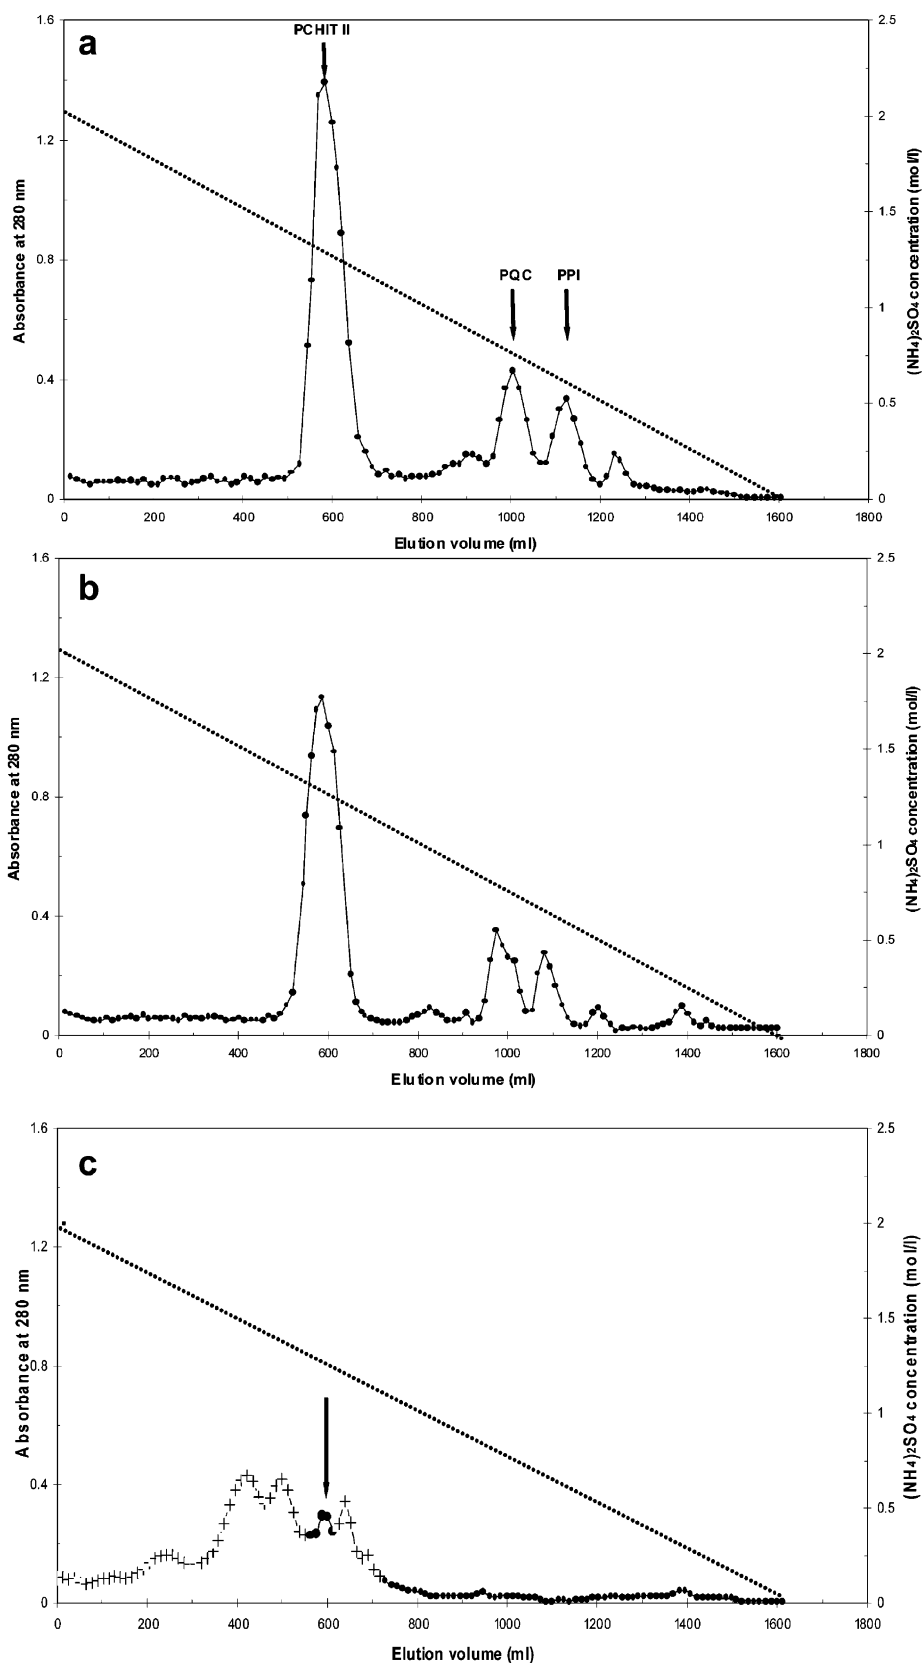 a
PCHIT II
PQC
PPI
1.6
1.2
0.8
0.4
0
2.5
2
1.5
1
0.5
0
0 200 400 600 800 1000 1200 1400 1600 1800
Absorbance at 280 nm
(NH4)2SO4 concentration (mol/l)
Elution volume (ml)
b
1.6
1.2
0.8
0.4
0
2.5
2
1.5
1
0.5
0
0 200 400 600 800 1000 1200 1400 1600 1800
Absorbance at 280 nm
(NH4)2SO4 concentration (mol/l)
Elution volume (ml)
c
1.6
1.2
0.8
0.4
0
2.5
2
1.5
1
0.5
0
0 200 400 600 800 1000 1200 1400 1600 1800
Absorbance at 280 nm
(NH4)2SO4 concentration (mol/l)
Elution volume (ml)